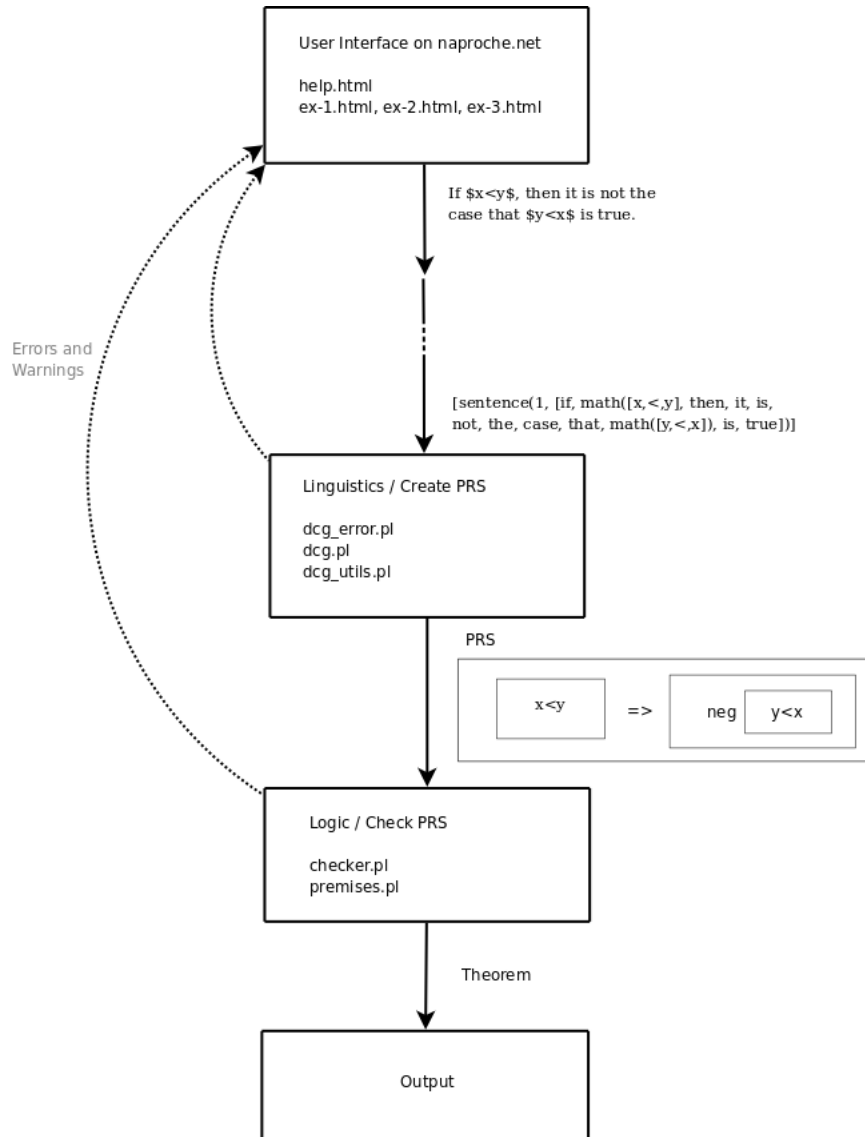 User Interface on naproche.net
help.html
ex-1.html, ex-2.html, ex-3.html
If $x<y$, then it is not the
case that $y<x$ is true.
Errors and
Warnings
[sentence(1, [if, math([x,<,y], then, it, is,
not, the, case, that, math([y,<,x]), is, true])]
Linguistics / Create PRS
dcg_error.pl
dcg.pl
dcg_utils.pl
PRS
x<y => neg y<x
Logic / Check PRS
checker.pl
premises.pl
Theorem
Output